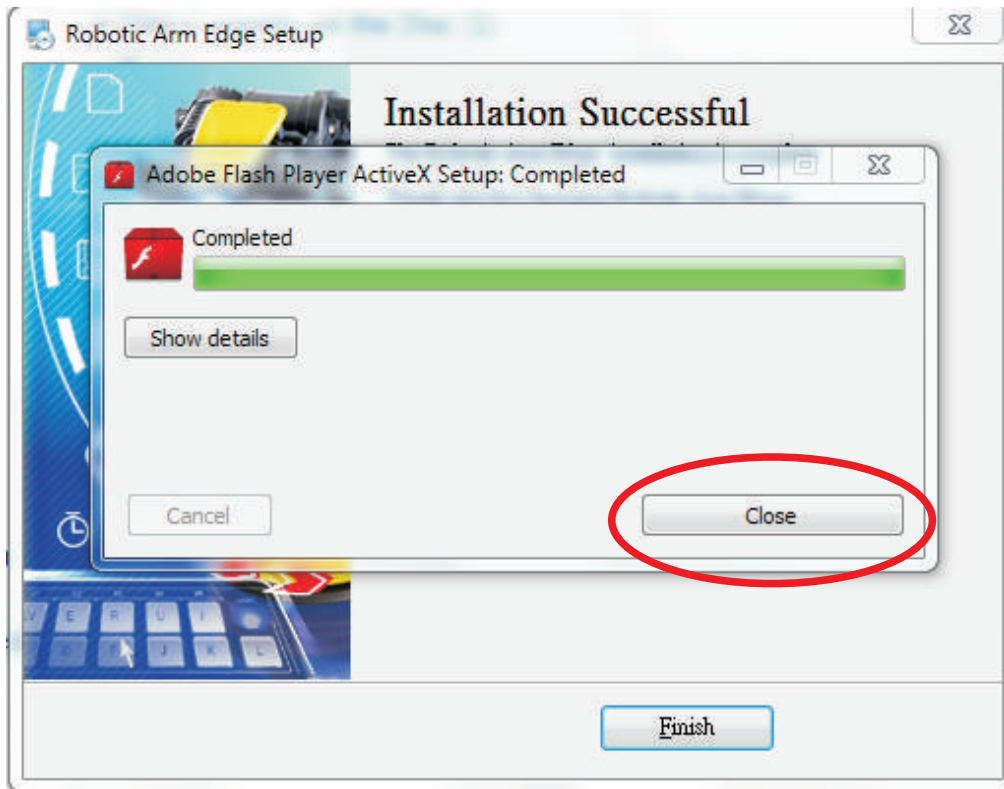 Robotic Arm Edge Setup
Installation Successful
Adobe Flash Player ActiveX Setup: Completed
Completed
Show details
Cancel
Close
E R U I
J K L
Finish